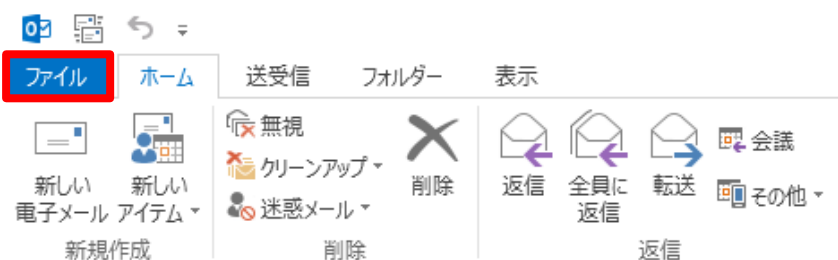 ファイル ホーム 送受信 フォルダー 表示
新しい
電子メール
新しい
アイテム
新規作成
無視
クリーンアップ
迷惑メール
削除
削除
返信
全員に
返信
転送
会議
その他
返信